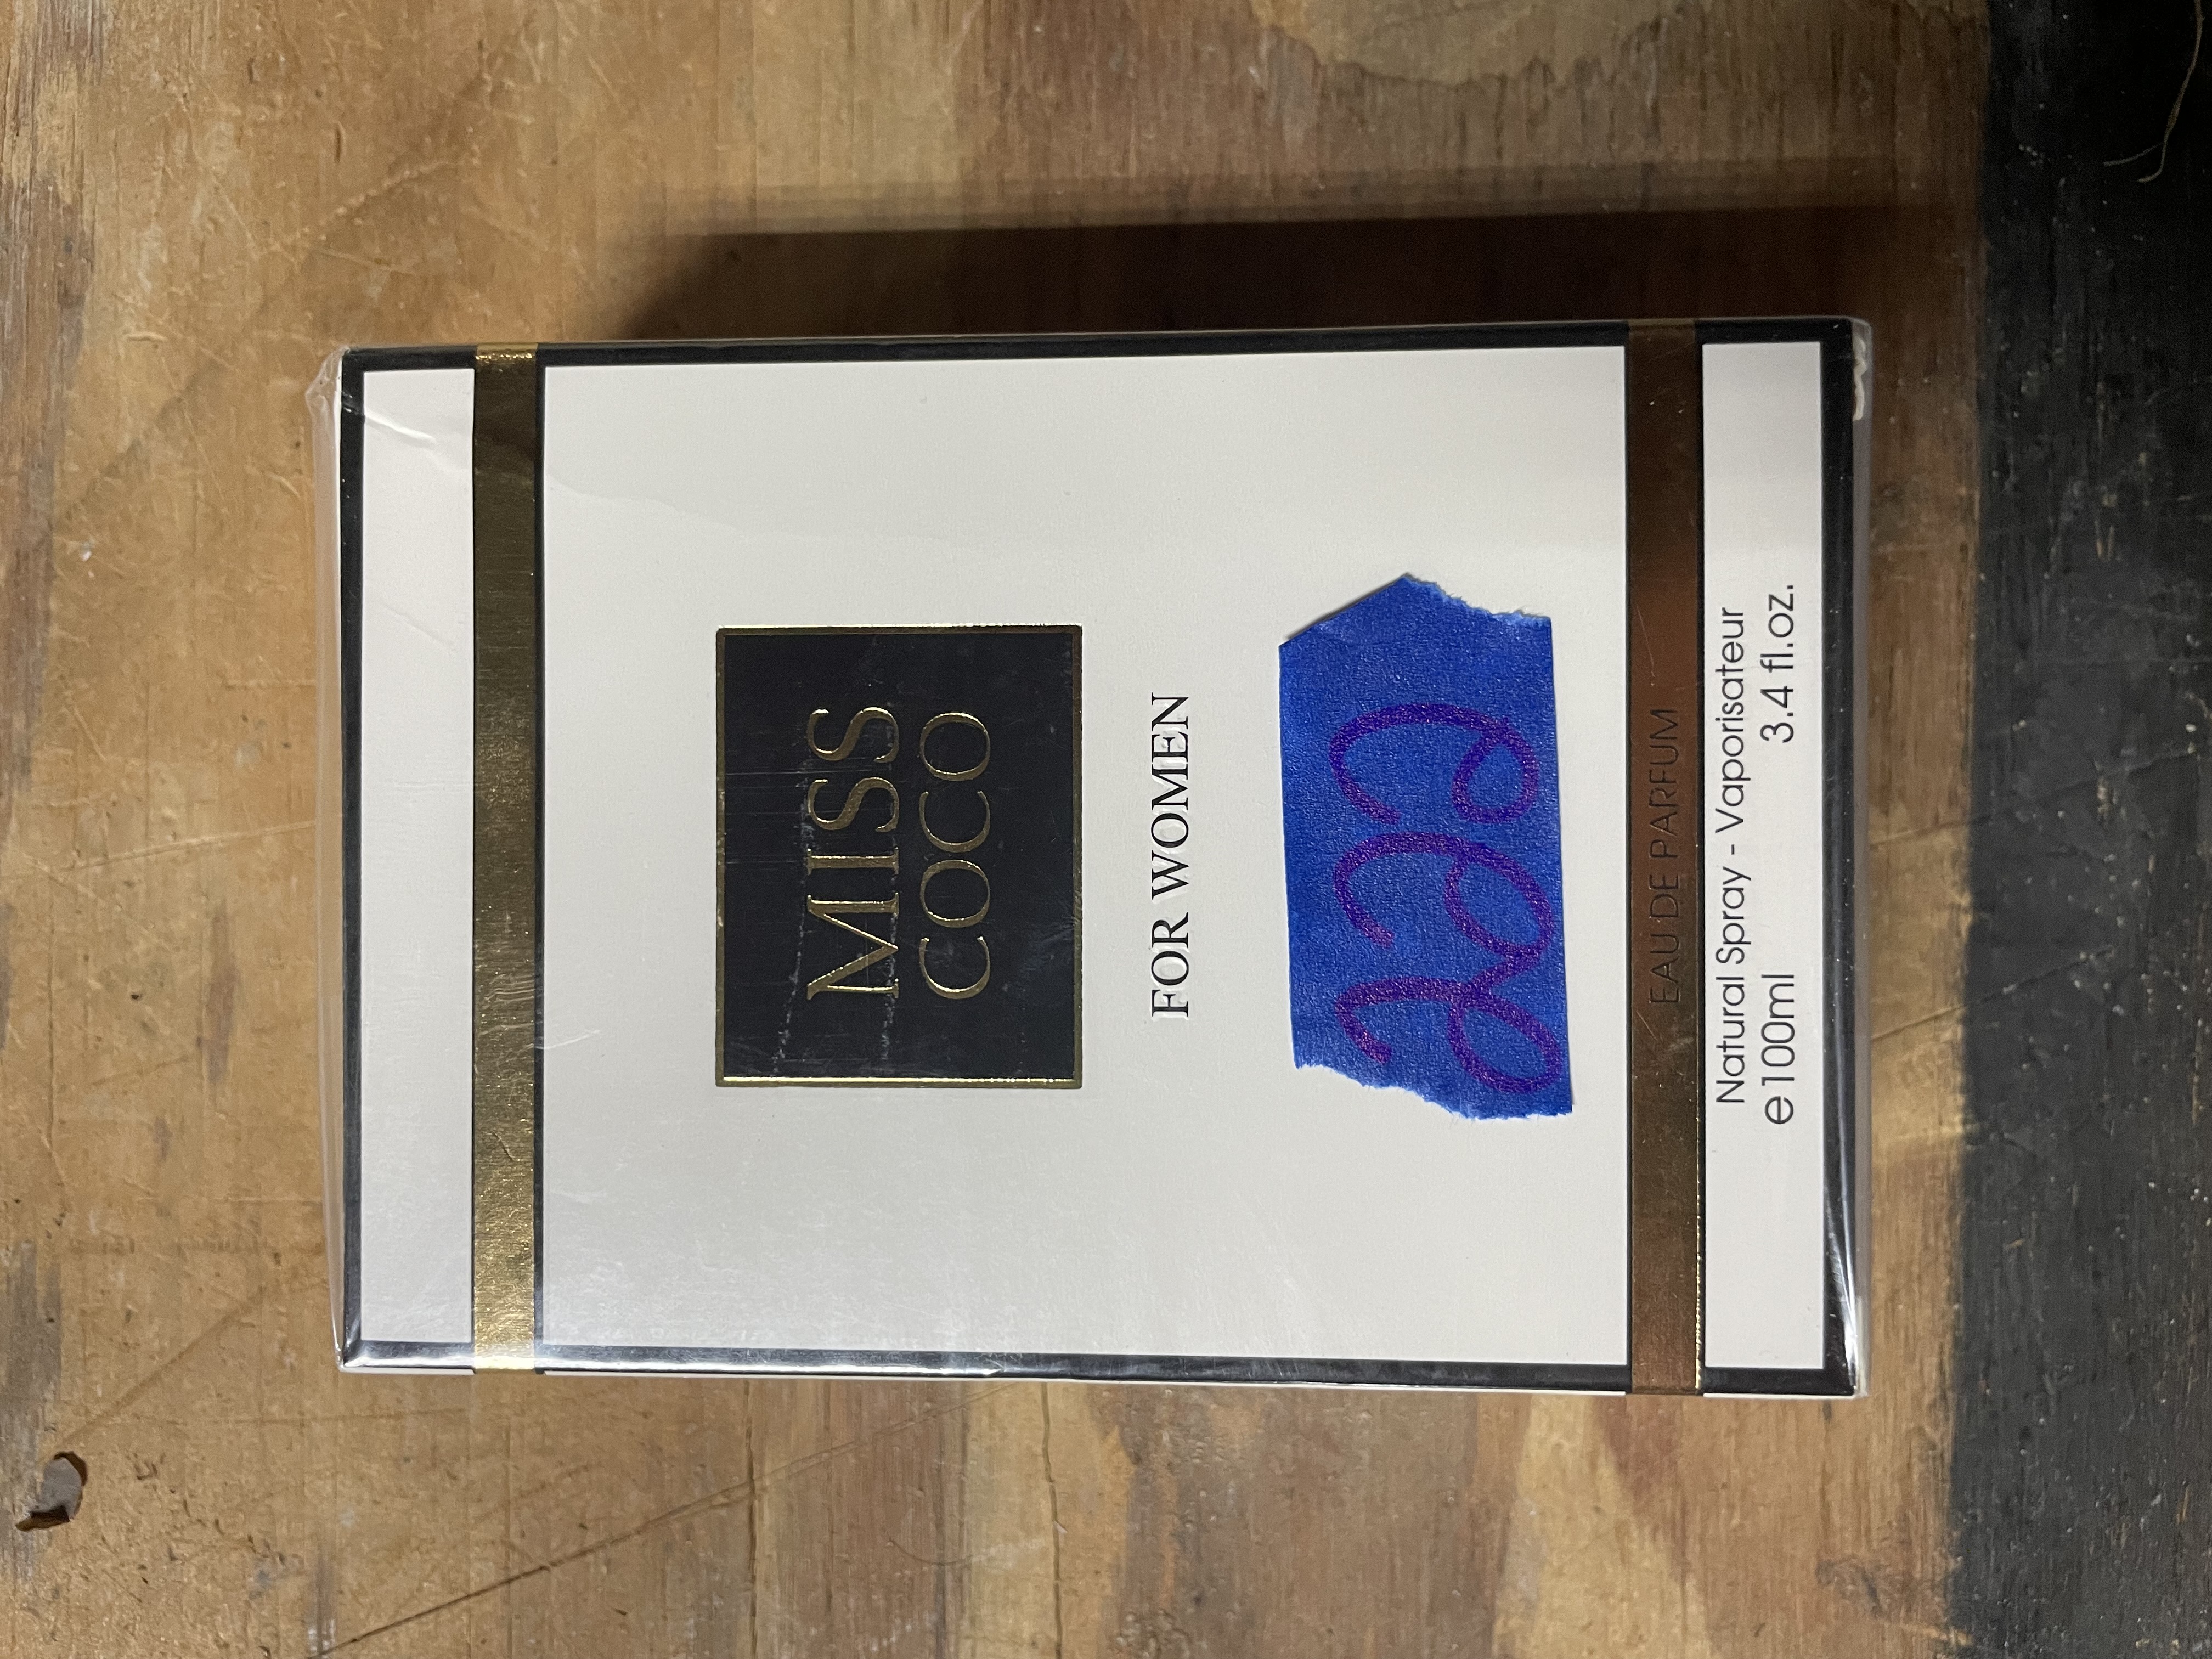 MISS
COCO
FOR WOMEN
EAU DE PARFUM
Natural Spray - Vaporisateur
e100ml 3.4 fl.oz.